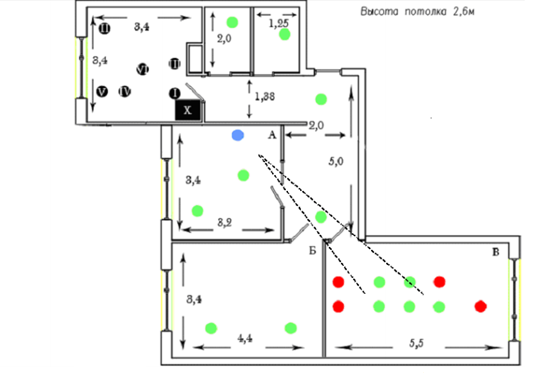 Высота потолка 2,6м
II
3,4
2,0
1,25
3,4
VI
III
V
IV
I
1,38
X
2,0
А
3,4
5,0
3,2
Б
В
3,4
4,4
5,5